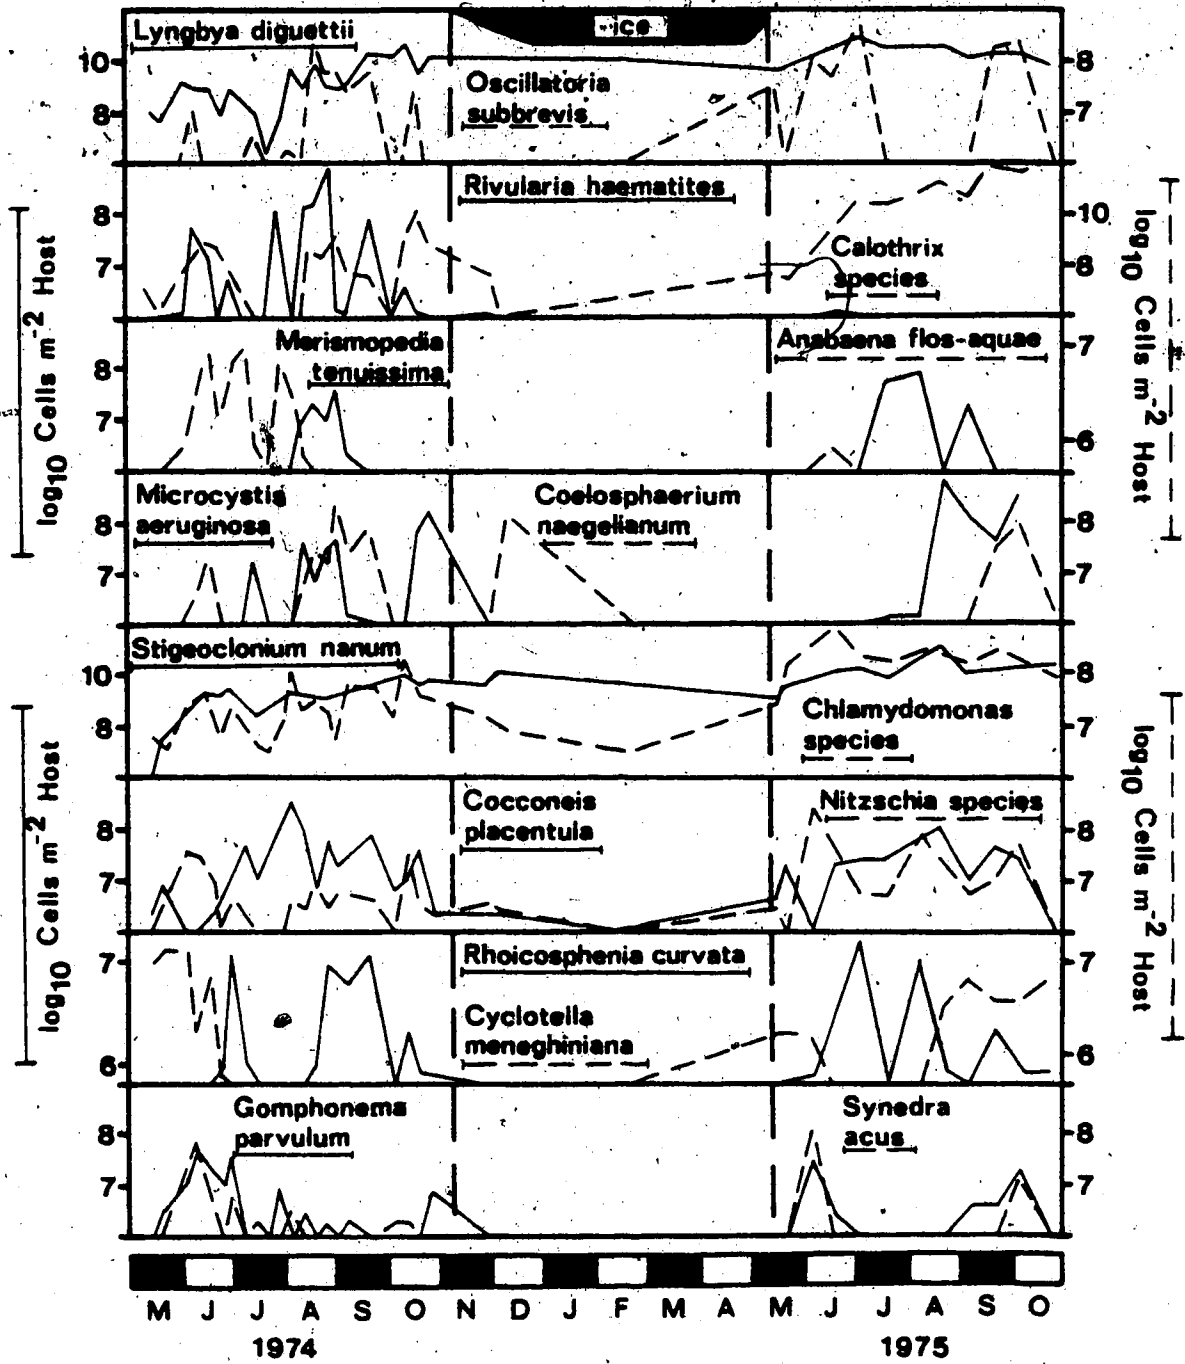 Lyngbya diguettii
ice
10
8
Oscillatoria
subbrevis
8
7
Rivularia haematites
8
7
10
8
Calothrix
species
Merismopedia
tenuissima
8
7
Anabaena flos-aquae
7
6
Microcystis
aeruginosa
8
7
Coelosphaerium
naegelianum
8
7
Stigeoclonium nanum
10
8
Chlamydomonas
species
8
7
Cocconeis
placentula
8
7
Nitzschia species
8
7
Rhoicosphenia curvata
7
6
Cyclotella
meneghiniana
7
6
Gomphonema
parvulum
8
7
Synedra
acus
8
7
log10 Cells m-2 Host
log10 Cells m-2 Host
log10 Cells m-2 Host
log10 Cells m-2 Host
M J J A S O N D J F M A M J J A S O
1974 1975